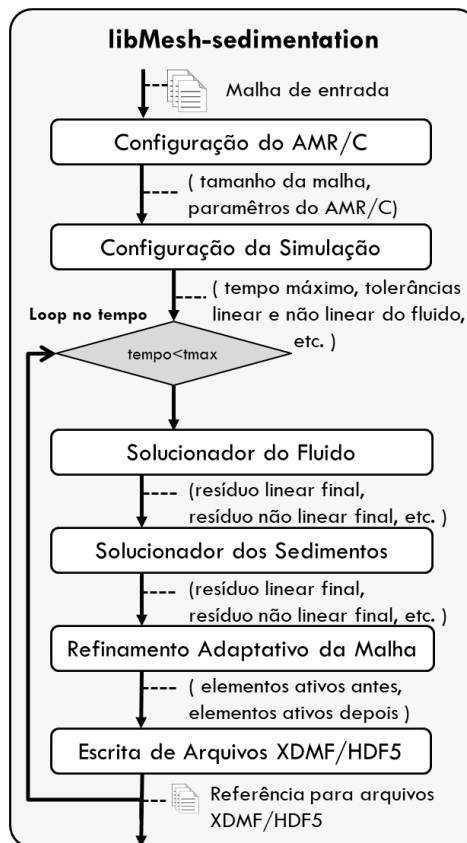 libMesh-sedimentation
Malha de entrada
Configuração do AMR/C
( tamanho da malha,
paramêtros do AMR/C)
Configuração da Simulação
( tempo máximo, tolerâncias
linear e não linear do fluido,
etc. )
Loop no tempo
tempo<tmax
Solucionador do Fluido
(resíduo linear final,
resíduo não linear final, etc. )
Solucionador dos Sedimentos
(resíduo linear final,
resíduo não linear final, etc. )
Refinamento Adaptativo da Malha
( elementos ativos antes,
elementos ativos depois )
Escrita de Arquivos XDMF/HDF5
Referência para arquivos
XDMF/HDF5